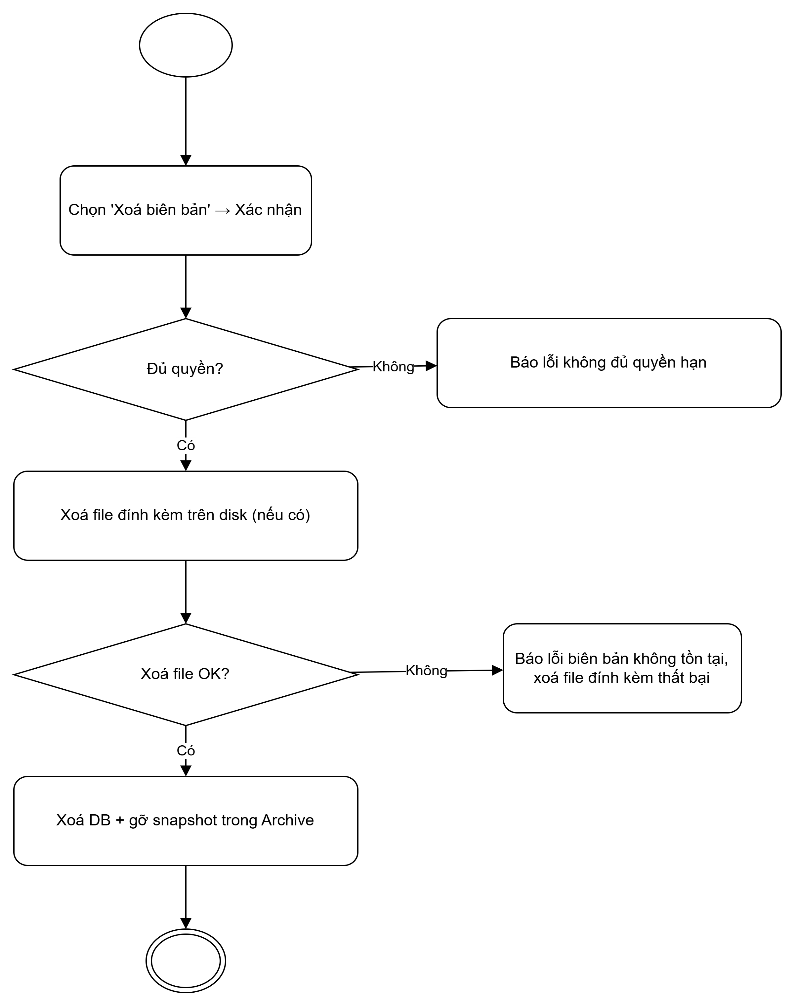 Chọn 'Xoá biên bản' → Xác nhận
Đủ quyền?
Không
Báo lỗi không đủ quyền hạn
Có
Xoá file đính kèm trên disk (nếu có)
Xoá file OK?
Không
Báo lỗi biên bản không tồn tại,
xoá file đính kèm thất bại
Có
Xoá DB + gỡ snapshot trong Archive